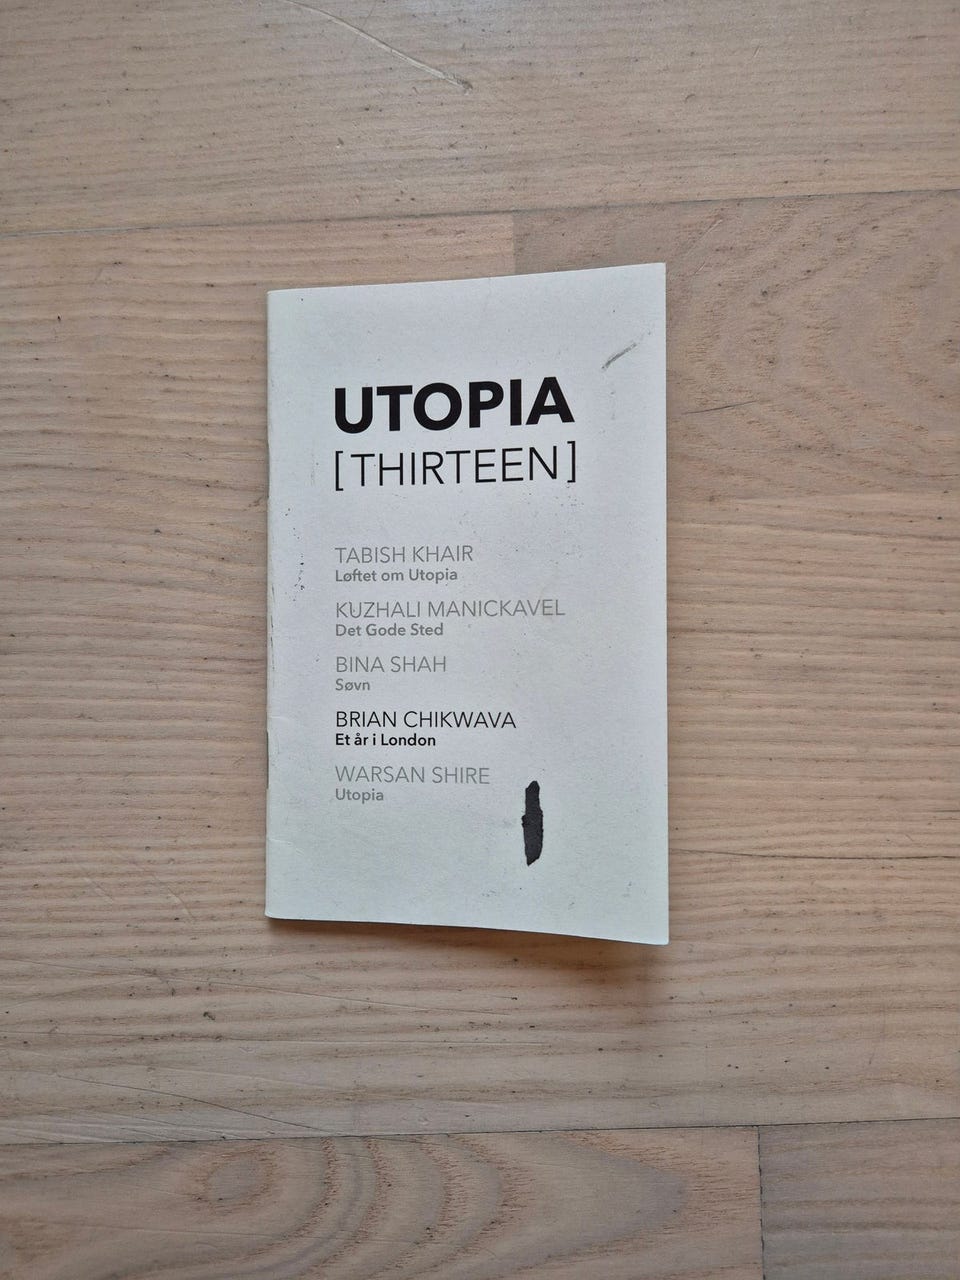 UTOPIA
[THIRTEEN]
TABISH KHAIR
Løftet om Utopia
KUZHALI MANICKAVEL
Det Gode Sted
BINA SHAH
Søvn
BRIAN CHIKWAVA
Et år i London
WARSAN SHIRE
Utopia